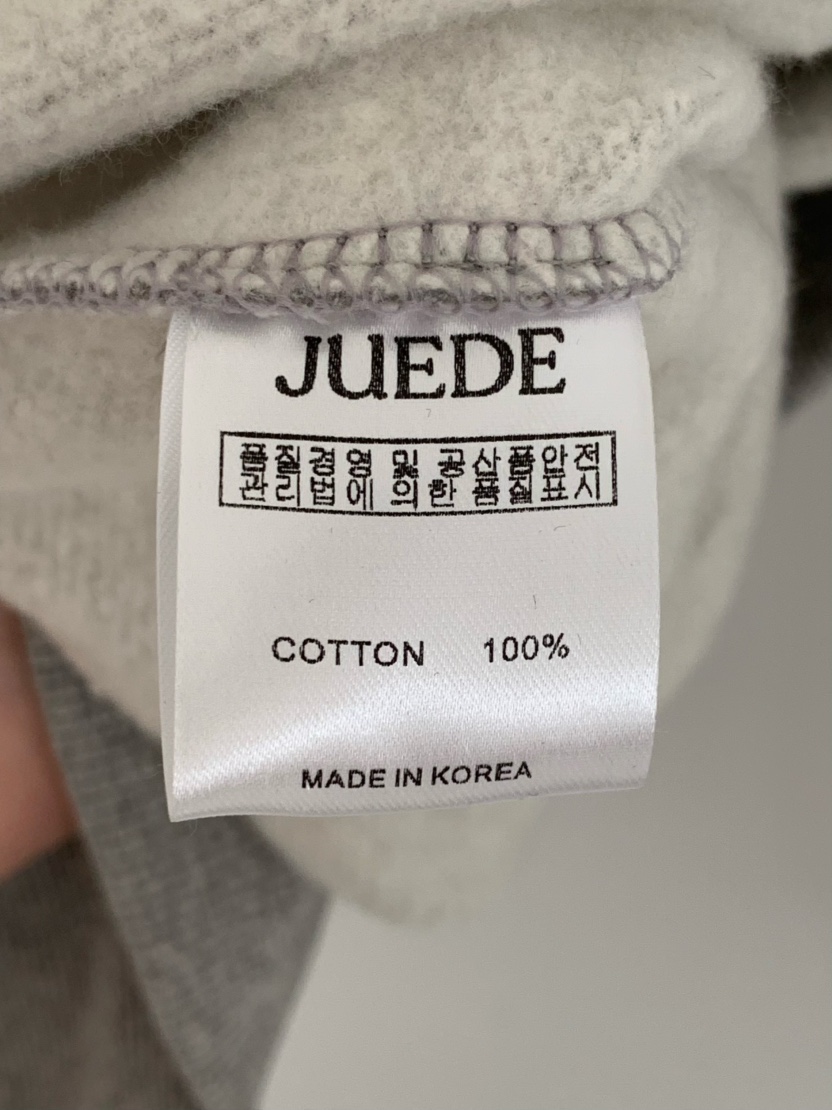 JUEDE
품질경영 및 공산품안전
관리법에 의한 품질표시
COTTON 100%
MADE IN KOREA